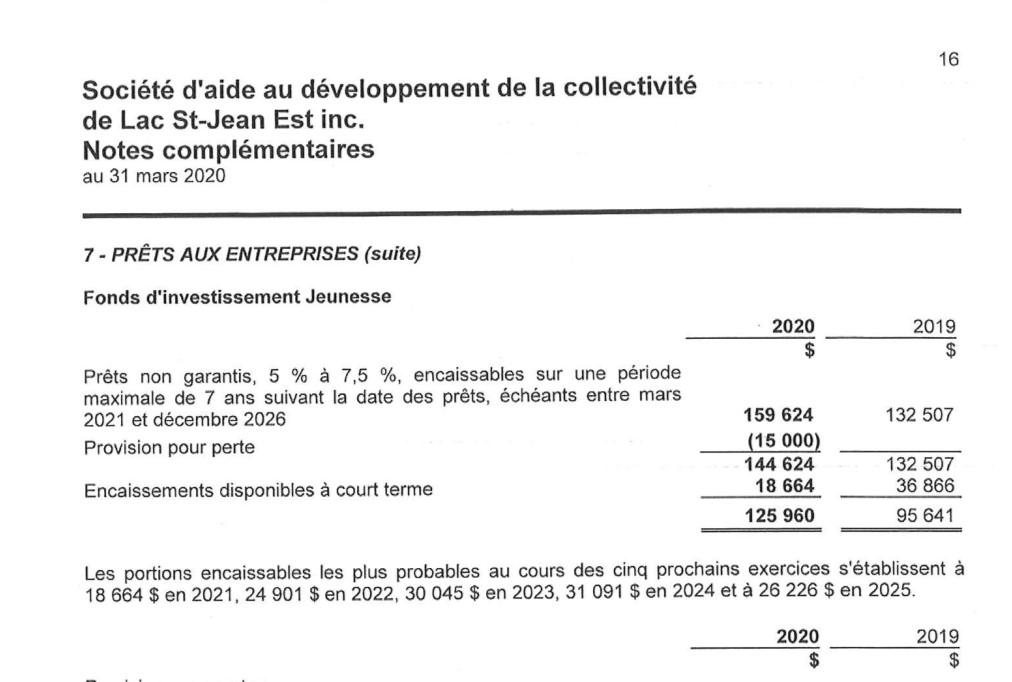 16
Société d'aide au développement de la collectivité
de Lac St-Jean Est inc.
Notes complémentaires
au 31 mars 2020
7 - PRÊTS AUX ENTREPRISES (suite)
Fonds d'investissement Jeunesse
2020 2019
$ $
Prêts non garantis, 5 % à 7,5 %, encaissables sur une période
maximale de 7 ans suivant la date des prêts, échéants entre mars
2021 et décembre 2026 159 624 132 507
Provision pour perte (15 000)
144 624 132 507
Encaissements disponibles à court terme 18 664 36 866
125 960 95 641
Les portions encaissables les plus probables au cours des cinq prochains exercices s'établissent à
18 664 $ en 2021, 24 901 $ en 2022, 30 045 $ en 2023, 31 091 $ en 2024 et à 26 226 $ en 2025.
2020 2019
$ $